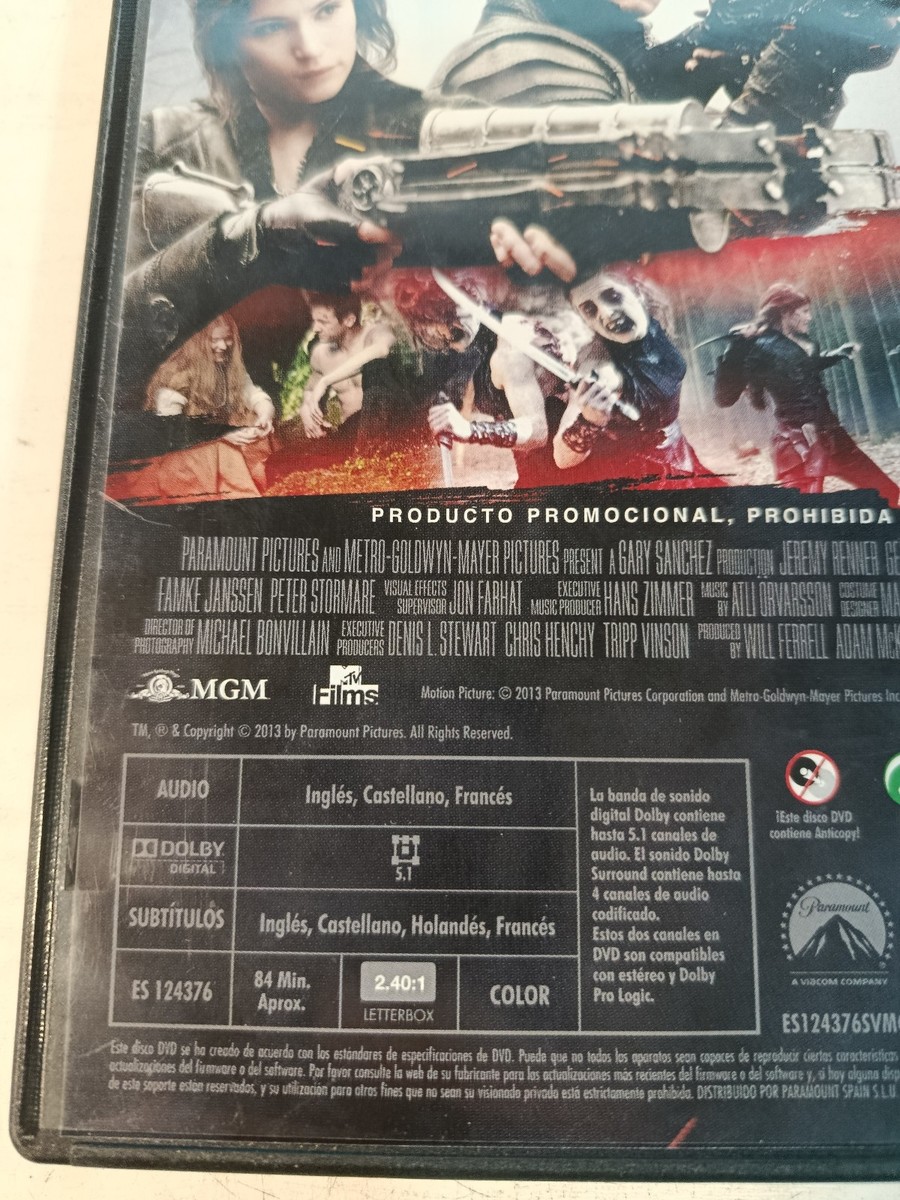 PRODUCTO PROMOCIONAL, PROHIBIDA
PARAMOUNT PICTURES AND METRO-GOLDWYN-MAYER PICTURES PRESENT A GARY SANCHEZ PRODUCTION JEREMY RENNER GE
FAMKE JANSSEN PETER STORMARE VISUAL EFFECTS SUPERVISOR JON FARHAT EXECUTIVE MUSIC PRODUCER HANS ZIMMER MUSIC BY ATLI ÖRVARSSON COSTUME DESIGNER MA
DIRECTOR OF PHOTOGRAPHY MICHAEL BONVILLAIN EXECUTIVE PRODUCERS DENIS L. STEWART CHRIS HENCHY TRIPP VINSON PRODUCED BY WILL FERRELL ADAM McK
MGM
MTV Films
Motion Picture: © 2013 Paramount Pictures Corporation and Metro-Goldwyn-Mayer Pictures Inc
TM, ® & Copyright © 2013 by Paramount Pictures. All Rights Reserved.
AUDIO
Inglés, Castellano, Francés
DOLBY
DIGITAL
5.1
SUBTÍTULOS
Inglés, Castellano, Holandés, Francés
ES 124376
84 Min.
Aprox.
2.40:1
LETTERBOX
COLOR
La banda de sonido
digital Dolby contiene
hasta 5.1 canales de
audio. El sonido Dolby
Surround contiene hasta
4 canales de audio
codificado.
Estos dos canales en
DVD son compatibles
con estéreo y Dolby
Pro Logic.
¡Este disco DVD
contiene Anticopy!
Paramount
A VIACOM COMPANY
ES124376SVM
Este disco DVD se ha creado de acuerdo con los estándares de especificaciones de DVD. Puede que no todos los aparatos sean capaces de reproducir ciertas características
actualizaciones del firmware o del software. Por favor consulte la web de su fabricante para las actualizaciones más recientes del firmware o del software y, si hay alguna disp
de este soporte están reservados, y su utilización para otros fines que no sean su visionado privado está estrictamente prohibida. DISTRIBUIDO POR PARAMOUNT SPAIN S.L.U.